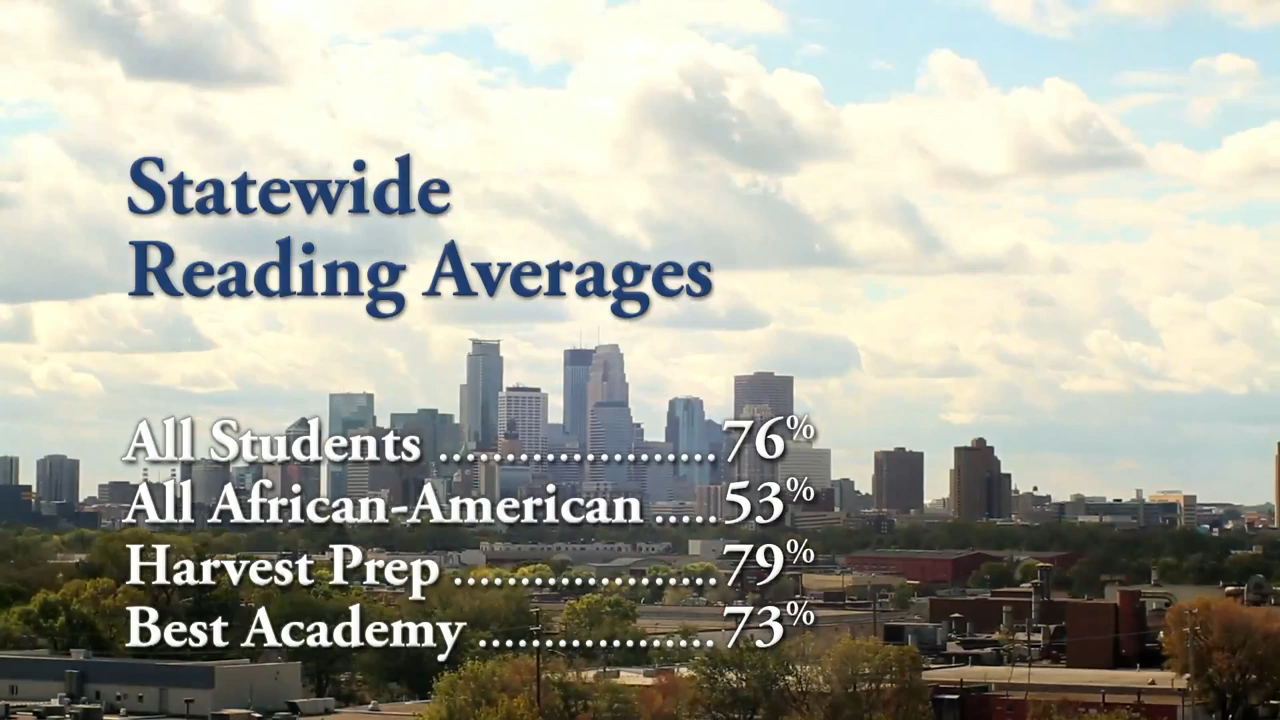 Statewide
Reading Averages
All Students ....................76%
All African-American .....53%
Harvest Prep ....................79%
Best Academy ..................73%